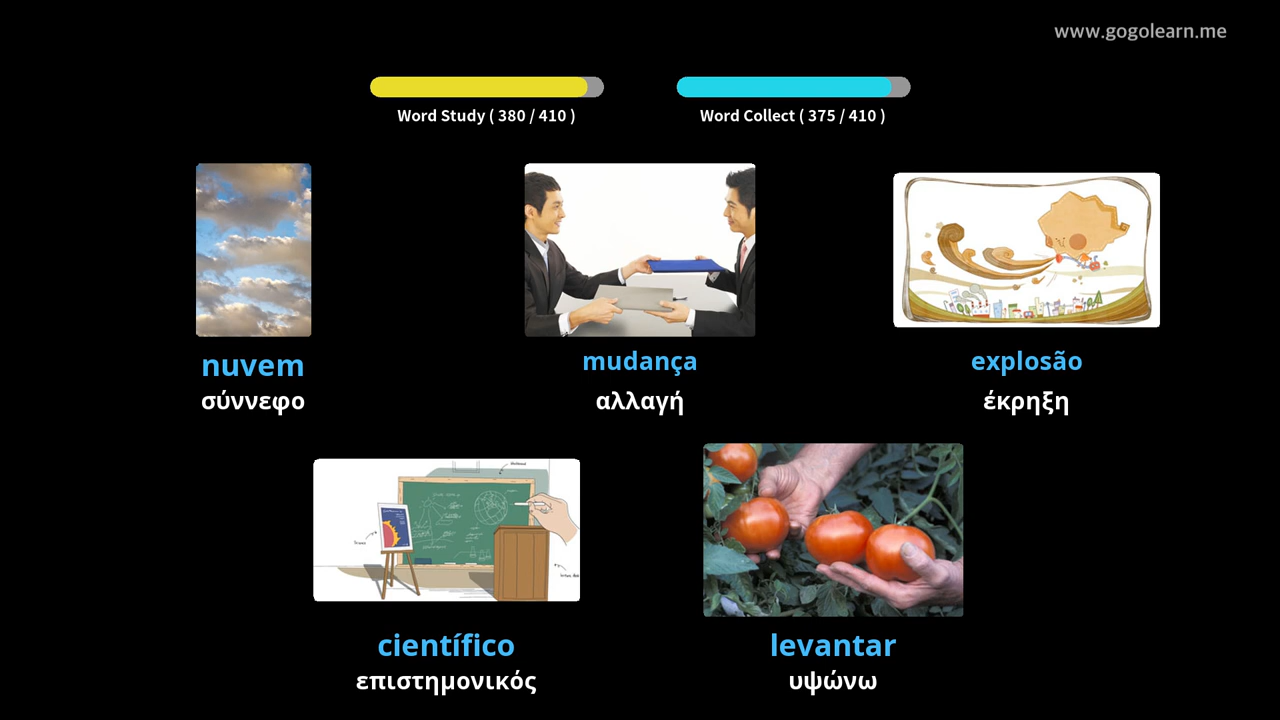 www.gogolearn.me
Word Study ( 380 / 410 )
Word Collect ( 375 / 410 )
nuvem
σύννεφο
mudança
αλλαγή
explosão
έκρηξη
científico
επιστημονικός
levantar
υψώνω